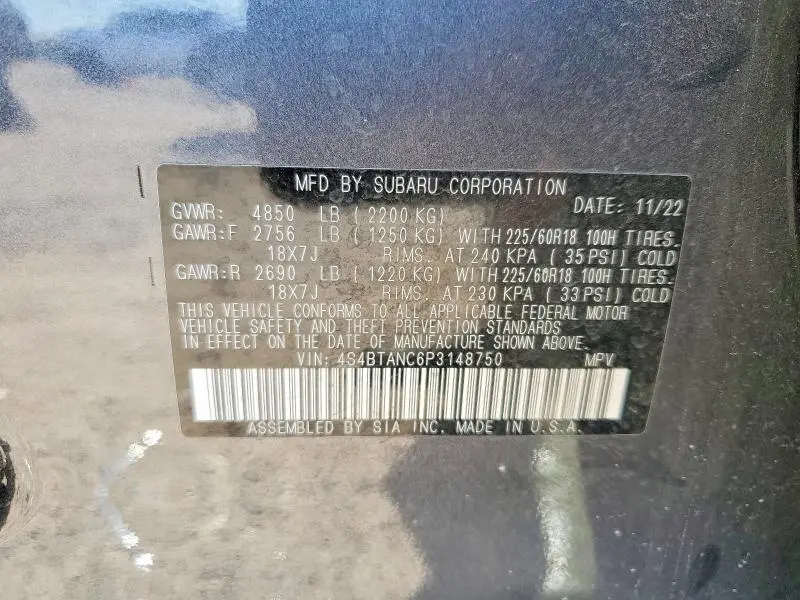 MFD BY SUBARU CORPORATION
DATE: 11/22
GVWR: 4850 LB ( 2200 KG)
GAWR:F 2756 LB ( 1250 KG) WITH 225/60R18 100H TIRES.
18X7J RIMS. AT 240 KPA ( 35 PSI) COLD
GAWR:R 2690 LB ( 1220 KG) WITH 225/60R18 100H TIRES.
18X7J RIMS. AT 230 KPA ( 33 PSI) COLD
THIS VEHICLE CONFORMS TO ALL APPLICABLE FEDERAL MOTOR
VEHICLE SAFETY AND THEFT PREVENTION STANDARDS
IN EFFECT ON THE DATE OF MANUFACTURE SHOWN ABOVE.
VIN: 4S4BTANC6P3148750 MPV
ASSEMBLED BY SIA INC. MADE IN U.S.A.